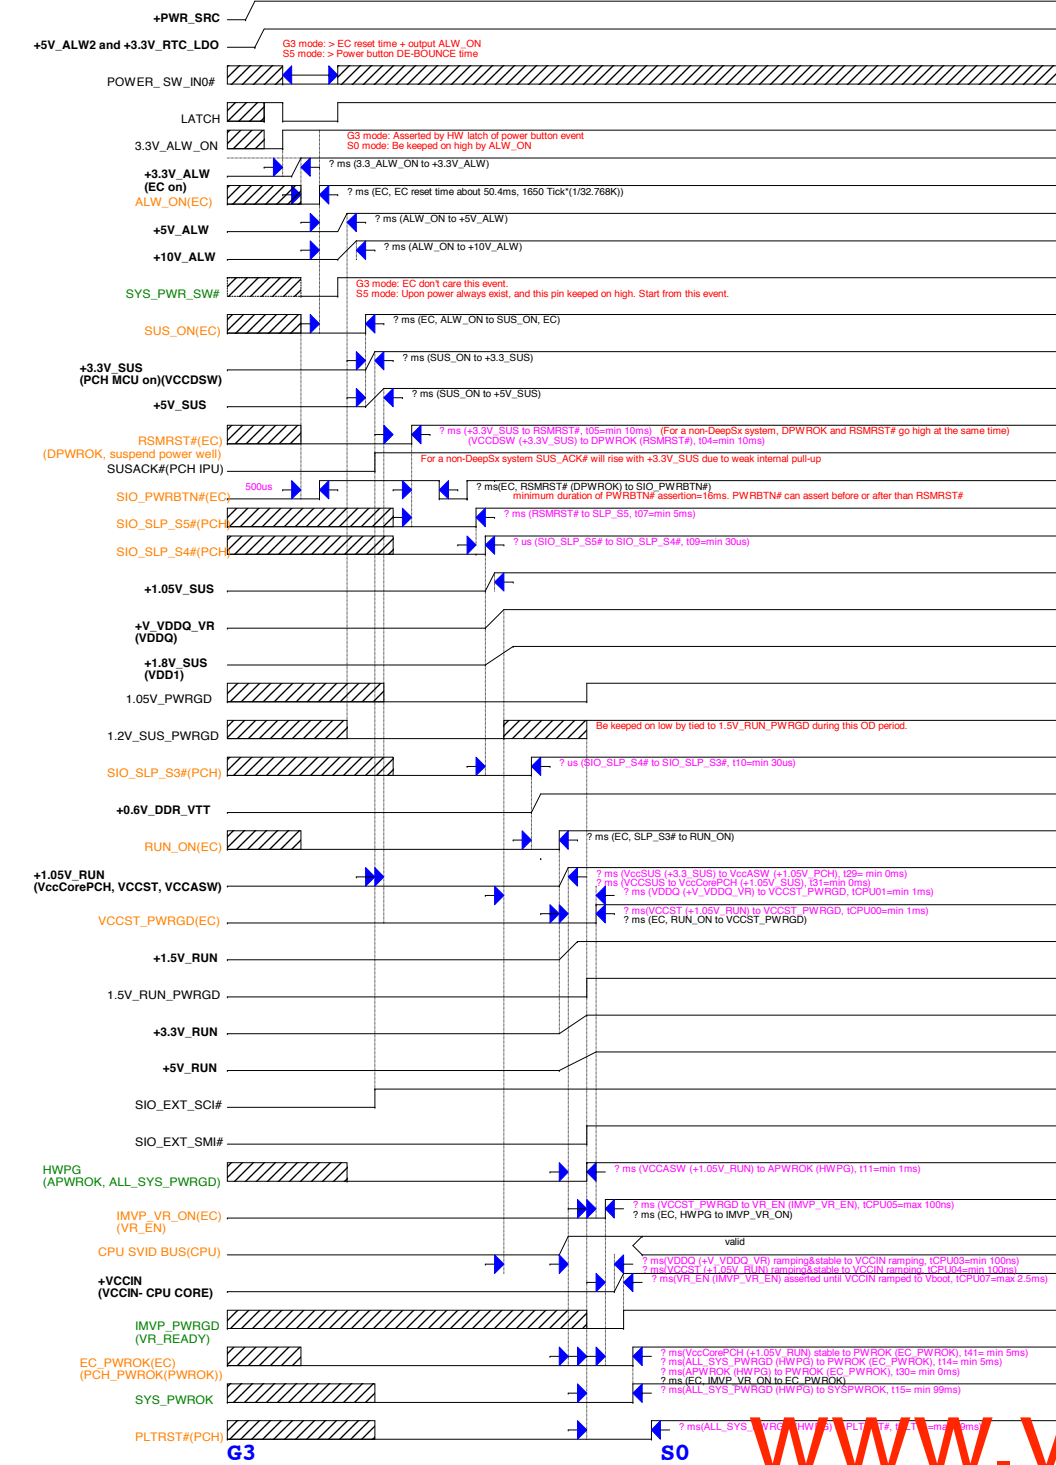 +PWR_SRC
+5V_ALW2 and +3.3V_RTC_LDO
G3 mode: > EC reset time + output ALW_ON
S5 mode: > Power button DE-BOUNCE time
POWER_ SW_IN0#
LATCH
3.3V_ALW_ON
G3 mode: Asserted by HW latch of power button event
S0 mode: Be keeped on high by ALW_ON
+3.3V_ALW
(EC on)
? ms (3.3_ALW_ON to +3.3V_ALW)
ALW_ON(EC)
? ms (EC, EC reset time about 50.4ms, 1650 Tick*(1/32.768K))
+5V_ALW
? ms (ALW_ON to +5V_ALW)
+10V_ALW
? ms (ALW_ON to +10V_ALW)
SYS_PWR_SW#
G3 mode: EC don't care this event.
S5 mode: Upon power always exist, and this pin keeped on high. Start from this event.
SUS_ON(EC)
? ms (EC, ALW_ON to SUS_ON, EC)
+3.3V_SUS
(PCH MCU on)(VCCDSW)
? ms (SUS_ON to +3.3_SUS)
+5V_SUS
? ms (SUS_ON to +5V_SUS)
RSMRST#(EC)
(DPWROK, suspend power well)
? ms (+3.3V_SUS to RSMRST#, t05=min 10ms) (For a non-DeepSx system, DPWROK and RSMRST# go high at the same time)
(VCCDSW (+3.3V_SUS) to DPWROK (RSMRST#), t04=min 10ms)
SUSACK#(PCH IPU)
For a non-DeepSx system SUS_ACK# will rise with +3.3V_SUS due to weak internal pull-up
SIO_PWRBTN#(EC)
500us
? ms(EC, RSMRST# (DPWROK) to SIO_PWRBTN#)
minimum duration of PWRBTN# assertion=16ms. PWRBTN# can assert before or after than RSMRST#
SIO_SLP_S5#(PCH)
? ms (RSMRST# to SLP_S5, t07=min 5ms)
SIO_SLP_S4#(PCH)
? us (SIO_SLP_S5# to SIO_SLP_S4#, t09=min 30us)
+1.05V_SUS
+V_VDDQ_VR
(VDDQ)
+1.8V_SUS
(VDD1)
1.05V_PWRGD
1.2V_SUS_PWRGD
Be keeped on low by tied to 1.5V_RUN_PWRGD during this OD period.
SIO_SLP_S3#(PCH)
? us (SIO_SLP_S4# to SIO_SLP_S3#, t10=min 30us)
+0.6V_DDR_VTT
RUN_ON(EC)
? ms (EC, SLP_S3# to RUN_ON)
+1.05V_RUN
(VccCorePCH, VCCST, VCCASW)
? ms (VccSUS (+3.3_SUS) to VccASW (+1.05V_PCH), t29= min 0ms)
? ms (VCCSUS to VccCorePCH (+1.05V_SUS), t31=min 0ms)
? ms (VDDQ (+V_VDDQ_VR) to VCCST_PWRGD, tCPU01=min 1ms)
VCCST_PWRGD(EC)
? ms(VCCST (+1.05V_RUN) to VCCST_PWRGD, tCPU00=min 1ms)
? ms (EC, RUN_ON to VCCST_PWRGD)
+1.5V_RUN
1.5V_RUN_PWRGD
+3.3V_RUN
+5V_RUN
SIO_EXT_SCI#
SIO_EXT_SMI#
HWPG
(APWROK, ALL_SYS_PWRGD)
? ms (VCCASW (+1.05V_RUN) to APWROK (HWPG), t11=min 1ms)
IMVP_VR_ON(EC)
(VR_EN)
? ms (VCCST_PWRGD to VR_EN (IMVP_VR_EN), tCPU05=max 100ns)
? ms (EC, HWPG to IMVP_VR_ON)
CPU SVID BUS(CPU)
valid
? ms(VDDQ (+V_VDDQ_VR) ramping&stable to VCCIN ramping, tCPU03=min 100ns)
? ms(VCCST (+1.05V_RUN) ramping&stable to VCCIN ramping, tCPU04=min 100ns)
+VCCIN
(VCCIN- CPU CORE)
? ms(VR_EN (IMVP_VR_EN) asserted until VCCIN ramped to Vboot, tCPU07=max 2.5ms)
IMVP_PWRGD
(VR_READY)
EC_PWROK(EC)
(PCH_PWROK(PWROK))
? ms(VccCorePCH (+1.05V_RUN) stable to PWROK (EC_PWROK), t41= min 5ms)
? ms(ALL_SYS_PWRGD (HWPG) to PWROK (EC_PWROK), t14= min 5ms)
? ms(APWROK (HWPG) to PWROK (EC_PWROK), t30= min 0ms)
? ms (EC, IMVP_VR_ON to EC_PWROK)
SYS_PWROK
? ms(ALL_SYS_PWRGD (HWPG) to SYSPWROK, t15= min 99ms)
PLTRST#(PCH)
? ms(ALL_SYS_PWRGD (HWPG)
G3
S0
WWW.V